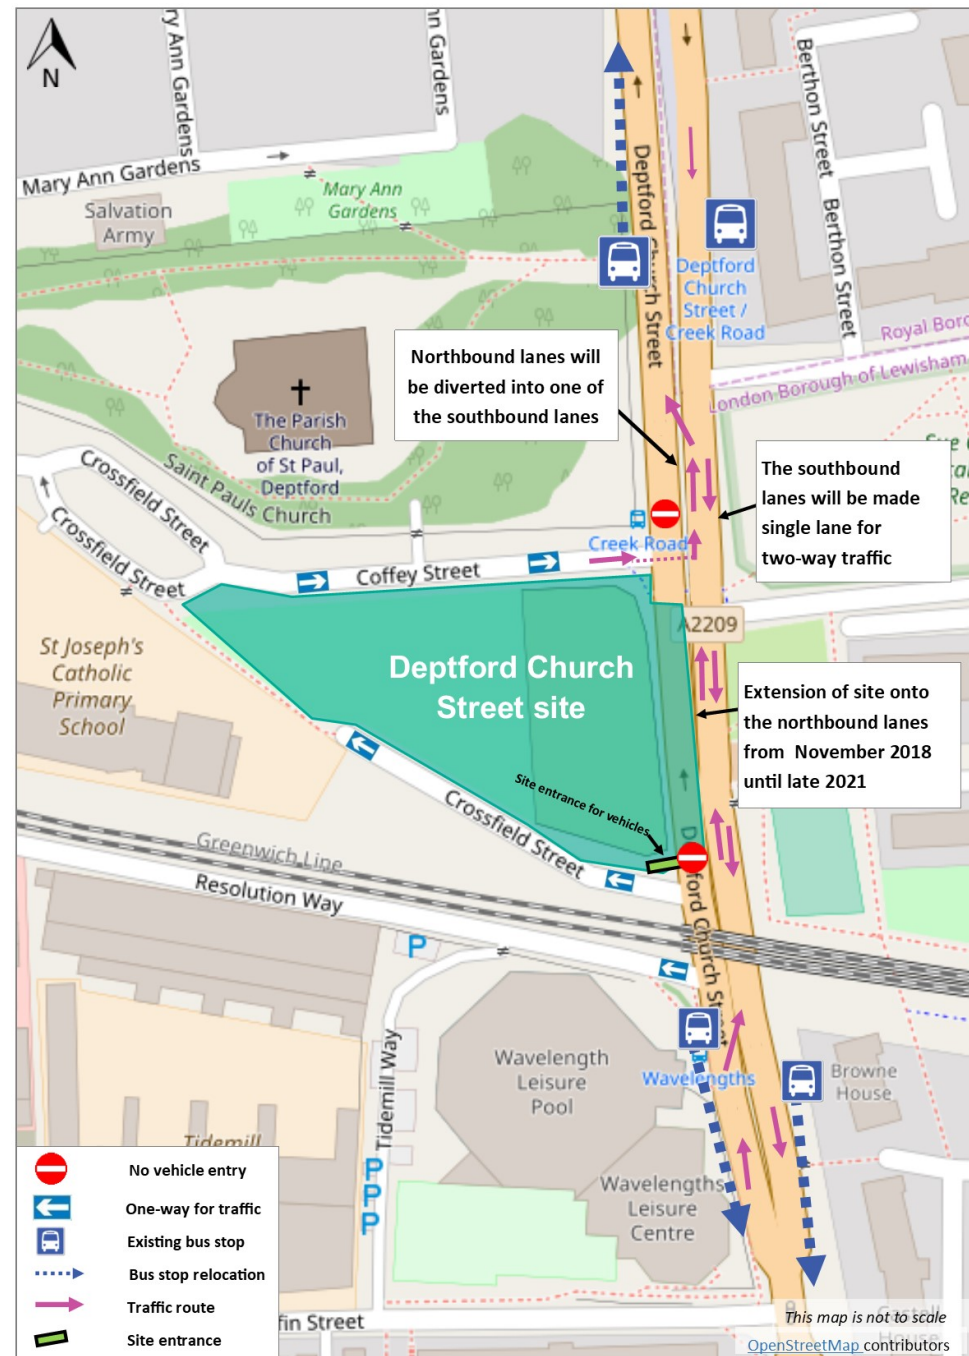 N
Mary Ann Gardens
Mary Ann Gardens
Salvation
Army
Mary Ann
Gardens
Deptford Church Street
Berthon Street
Berthon Street
Deptford
Church
Street /
Creek Road
London Borough of Lewisham
Northbound lanes will
be diverted into one of
the southbound lanes
The Parish
Church
of St Paul,
Deptford
Saint Pauls Church
Crossfield Street
Crossfield Street
The southbound
lanes will be made
single lane for
two-way traffic
Creek Road
Coffey Street
A2209
St Joseph's
Catholic
Primary
School
Deptford Church
Street site
Extension of site onto
the northbound lanes
from November 2018
until late 2021
Site entrance for vehicles
Crossfield Street
Greenwich Line
Resolution Way
Deptford Church Street
P
Tidemill Way
Wavelength
Leisure
Pool
Wavelengths
Browne
House
Tidemill
P
P
P
Wavelengths
Leisure
Centre
No vehicle entry
One-way for traffic
Existing bus stop
Bus stop relocation
Traffic route
Site entrance
fin Street
This map is not to scale
OpenStreetMap contributors